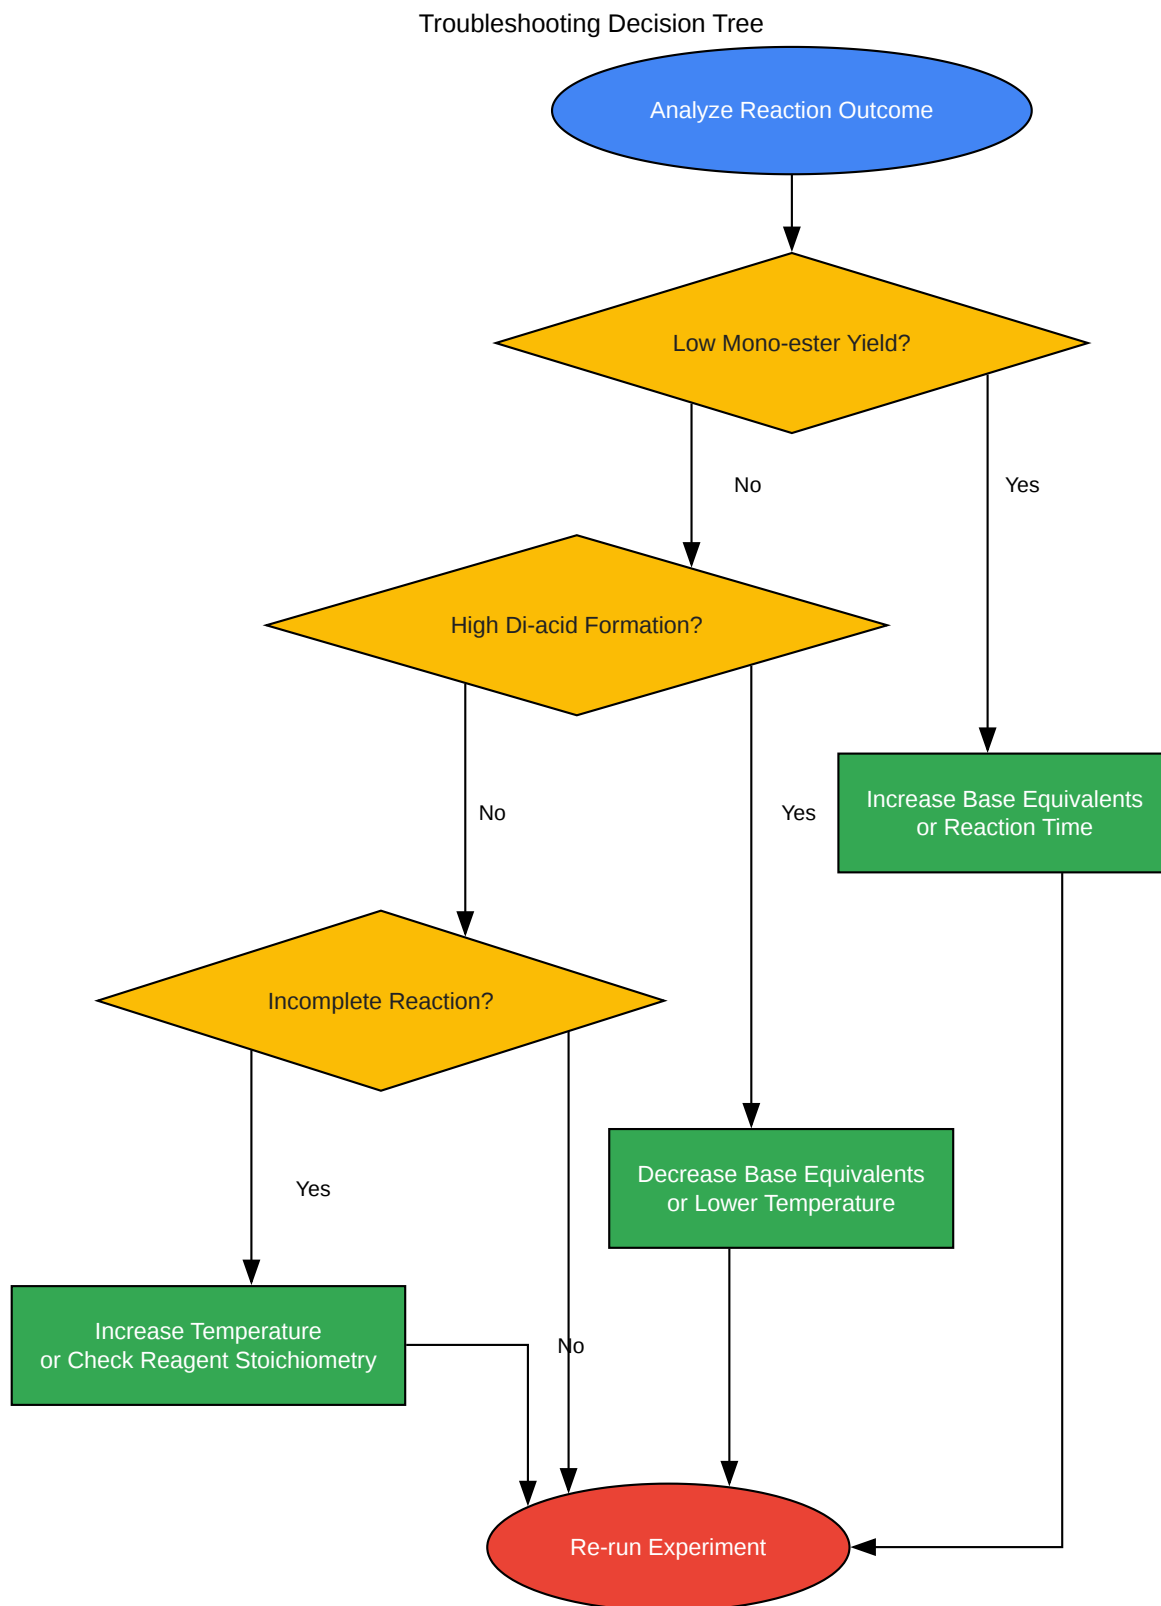 Troubleshooting Decision Tree
Analyze Reaction Outcome
Low Mono-ester Yield?
No
Yes
High Di-acid Formation?
Increase Base Equivalents
or Reaction Time
No
Yes
Incomplete Reaction?
Decrease Base Equivalents
or Lower Temperature
Yes
Increase Temperature
or Check Reagent Stoichiometry
No
Re-run Experiment